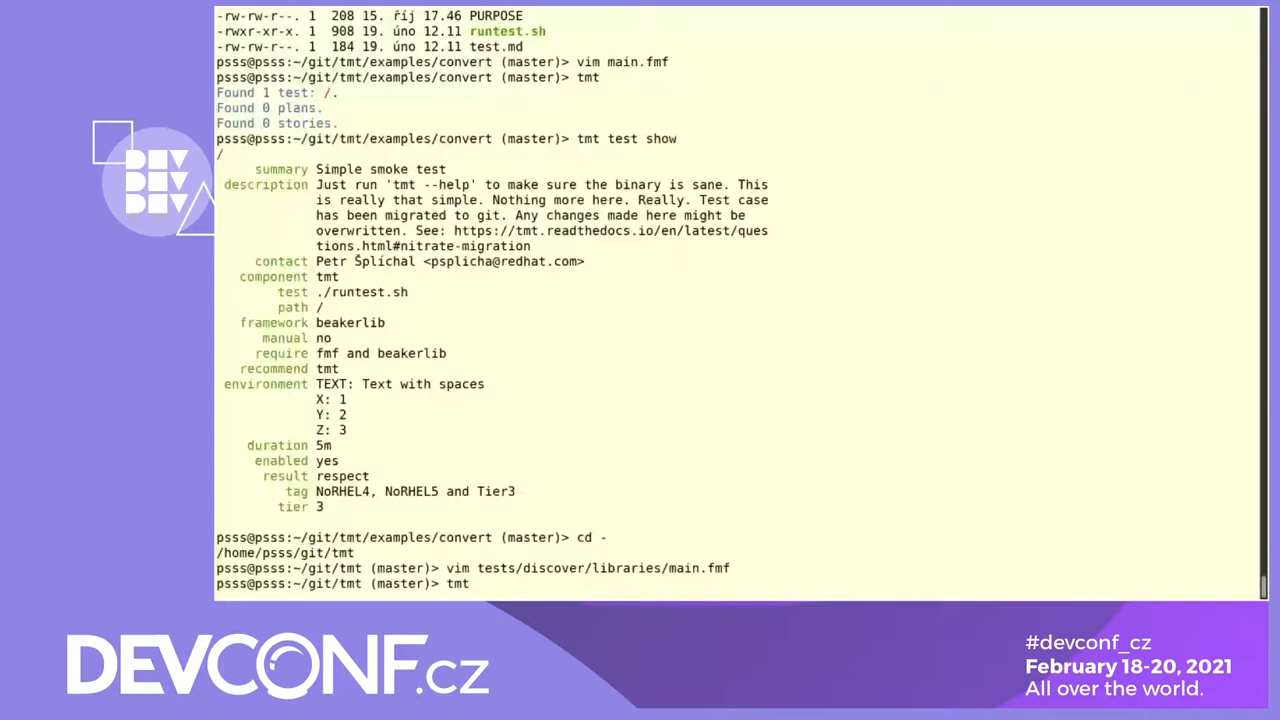 -rw-rw-r--. 1  208 15. říj 17.46 PURPOSE
-rwxr-xr-x. 1  908 19. úno 12.11 runtest.sh
-rw-rw-r--. 1  184 19. úno 12.11 test.md
psss@psss:~/git/tmt/examples/convert (master)> vim main.fmf
psss@psss:~/git/tmt/examples/convert (master)> tmt
Found 1 test: /.
Found 0 plans.
Found 0 stories.
psss@psss:~/git/tmt/examples/convert (master)> tmt test show
/
summary Simple smoke test
description Just run 'tmt --help' to make sure the binary is sane. This
is really that simple. Nothing more here. Really. Test case
has been migrated to git. Any changes made here might be
overwritten. See: https://tmt.readthedocs.io/en/latest/ques
tions.html#nitrate-migration
contact Petr Šplíchal <psplicha@redhat.com>
component tmt
test ./runtest.sh
path /
framework beakerlib
manual no
require fmf and beakerlib
recommend tmt
environment TEXT: Text with spaces
X: 1
Y: 2
Z: 3
duration 5m
enabled yes
result respect
tag NoRHEL4, NoRHEL5 and Tier3
tier 3
psss@psss:~/git/tmt/examples/convert (master)> cd -
/home/psss/git/tmt
psss@psss:~/git/tmt (master)> vim tests/discover/libraries/main.fmf
psss@psss:~/git/tmt (master)> tmt
DEV
DEV
DEV
DEVCONF.cz
#devconf_cz
February 18-20, 2021
All over the world.